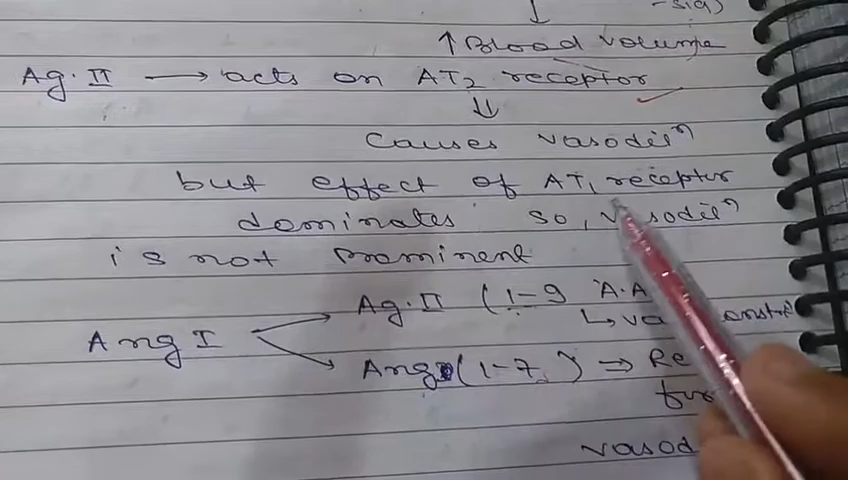 ↓
↑ Blood volume
Ag. II → acts on AT2 receptor
⇓
Causes vasodilⁿ)
but effect of AT1 receptor
dominates so, vasodilⁿ)
is not prominent
Ag. II (1-9 A.A
Ang I
Ang (1-7) ⇒ Re
vasod